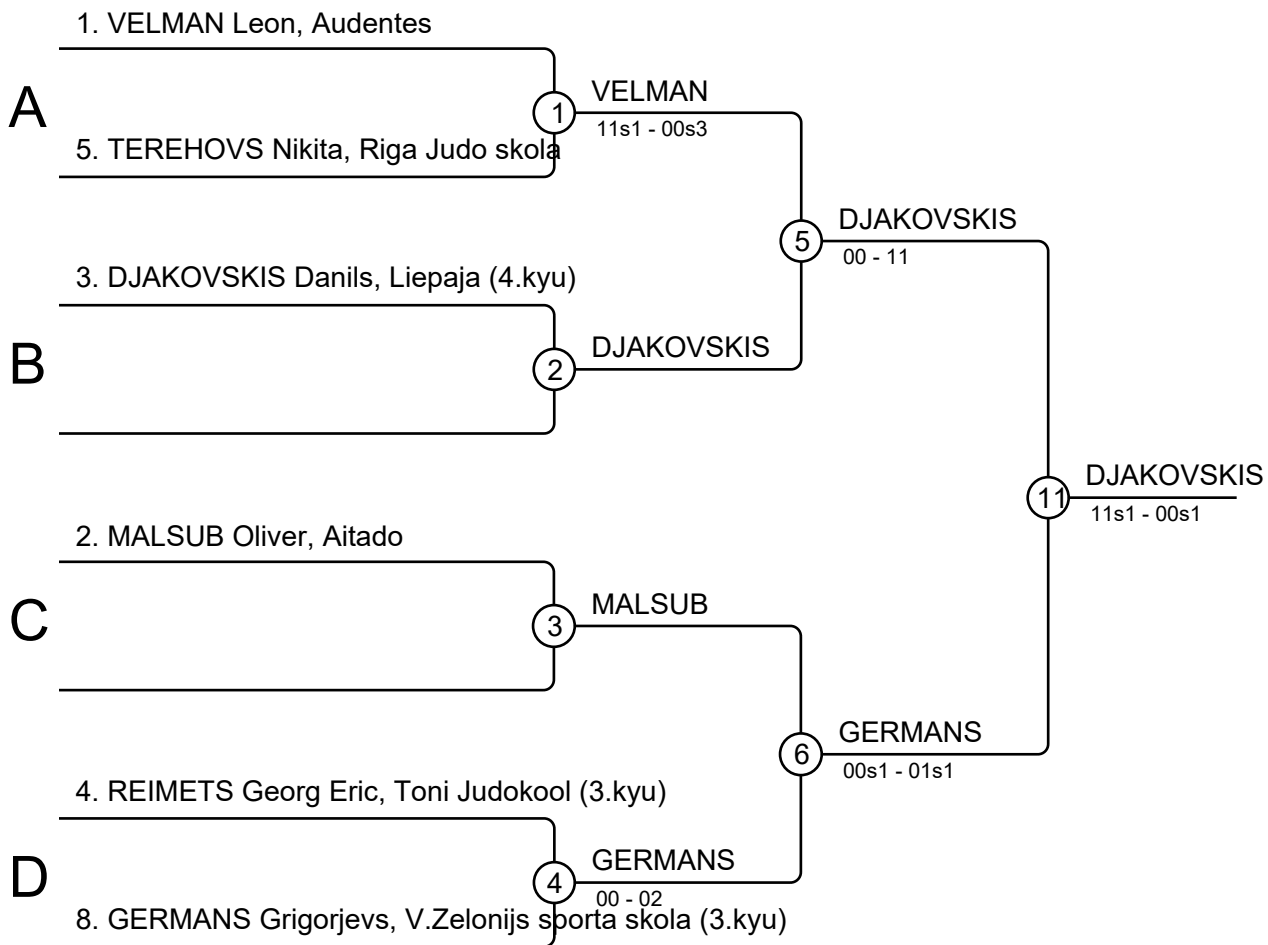 1. VELMAN Leon, Audentes
A
1
VELMAN
11s1 - 00s3
5. TEREHOVS Nikita, Riga Judo skola
5
DJAKOVSKIS
00 - 11
3. DJAKOVSKIS Danils, Liepaja (4.kyu)
B
2
DJAKOVSKIS
11
DJAKOVSKIS
11s1 - 00s1
2. MALSUB Oliver, Aitado
C
3
MALSUB
6
GERMANS
00s1 - 01s1
4. REIMETS Georg Eric, Toni Judokool (3.kyu)
D
4
GERMANS
00 - 02
8. GERMANS Grigorjevs, V.Zelonijs sporta skola (3.kyu)